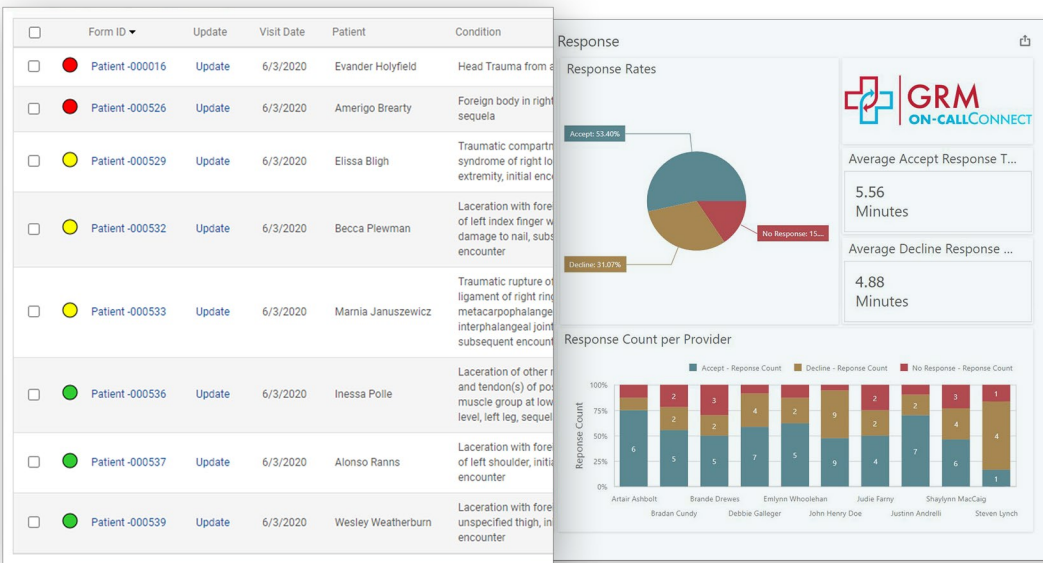 Form ID Update Visit Date Patient Condition
Patient -000016 Update 6/3/2020 Evander Holyfield Head Trauma from a
Patient -000526 Update 6/3/2020 Amerigo Brearty Foreign body in right
sequela
Patient -000529 Update 6/3/2020 Elissa Bligh Traumatic compartn
syndrome of right lo
extremity, initial enc
Patient -000532 Update 6/3/2020 Becca Plewman Laceration with fore
of left index finger w
damage to nail, subs
encounter
Patient -000533 Update 6/3/2020 Marnia Januszewicz Traumatic rupture of
ligament of right ring
metacarpophalange
interphalangeal joint
subsequent encount
Patient -000536 Update 6/3/2020 Inessa Polle Laceration of other
and tendon(s) of pos
muscle group at low
level, left leg, sequel
Patient -000537 Update 6/3/2020 Alonso Ranns Laceration with fore
of left shoulder, initia
encounter
Patient -000539 Update 6/3/2020 Wesley Weatherburn Laceration with fore
unspecified thigh, in
encounter
Response
Response Rates
Accept: 53.40%
No Response: 15....
Decline: 31.07%
GRM
ON-CALLCONNECT
Average Accept Response T...
5.56
Minutes
Average Decline Response ...
4.88
Minutes
Response Count per Provider
Accept - Reponse Count Decline - Reponse Count No Response - Reponse Count
Reponse Count
100%
75%
50%
25%
0%
6
5 2 2
5 2 3
7 4
5 2
9 9
4 2 2
7 2
6 4 3
1 4 1
Artair Ashbolt Brande Drewes Emlynn Whoolehan Judie Farny Shaylynn MacCaig
Bradan Cundy Debbie Galleger John Henry Doe Justinn Andrelli Steven Lynch